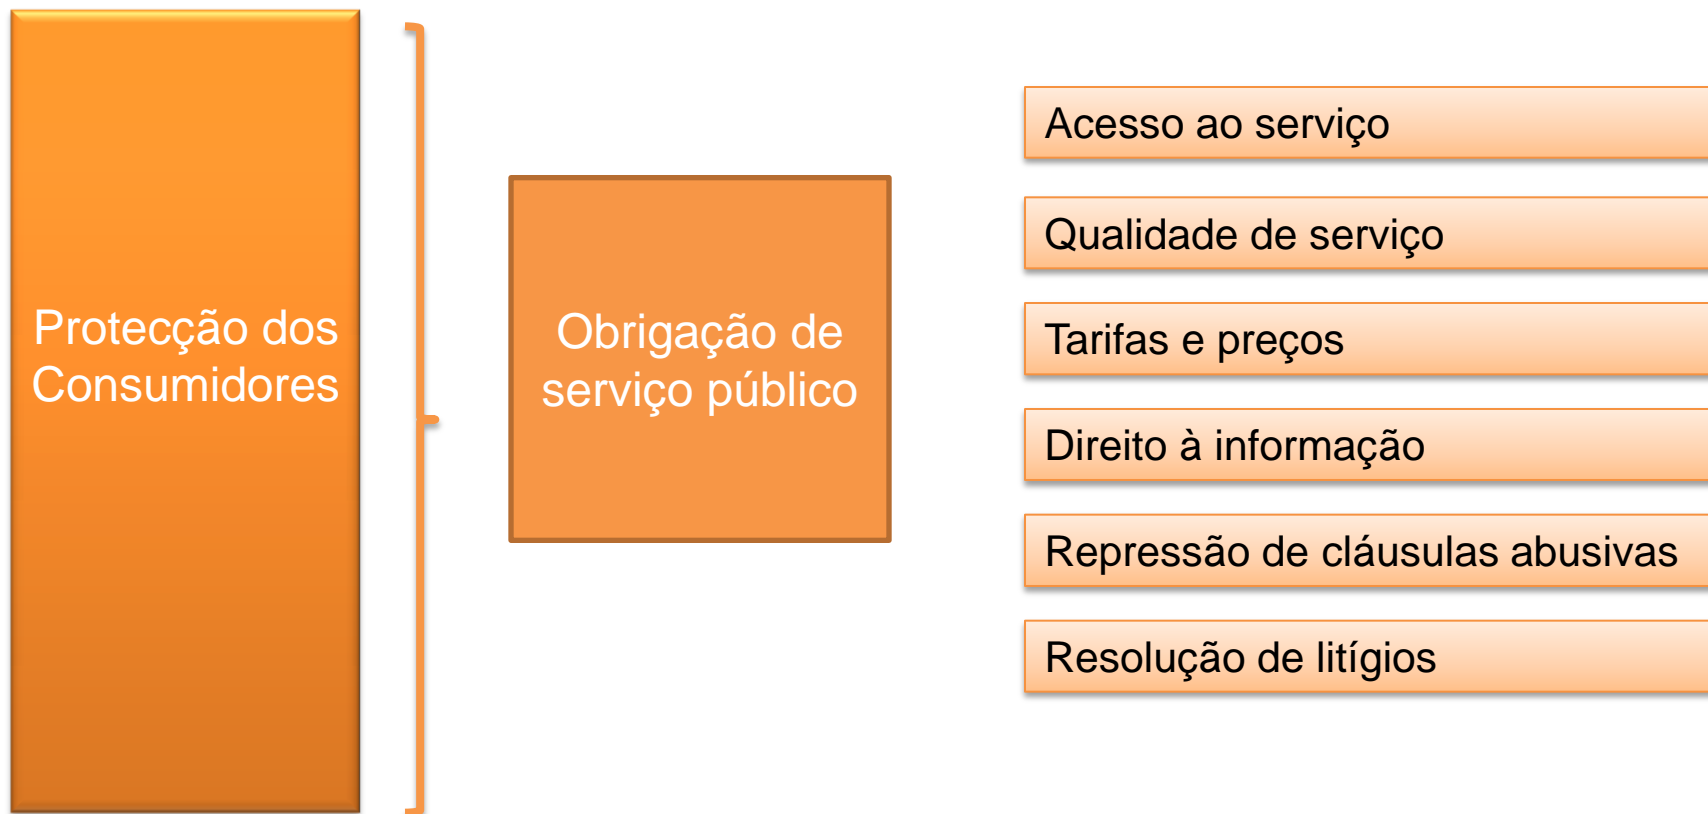 Protecção dos
Consumidores
Obrigação de
serviço público
Acesso ao serviço
Qualidade de serviço
Tarifas e preços
Direito à informação
Repressão de cláusulas abusivas
Resolução de litígios